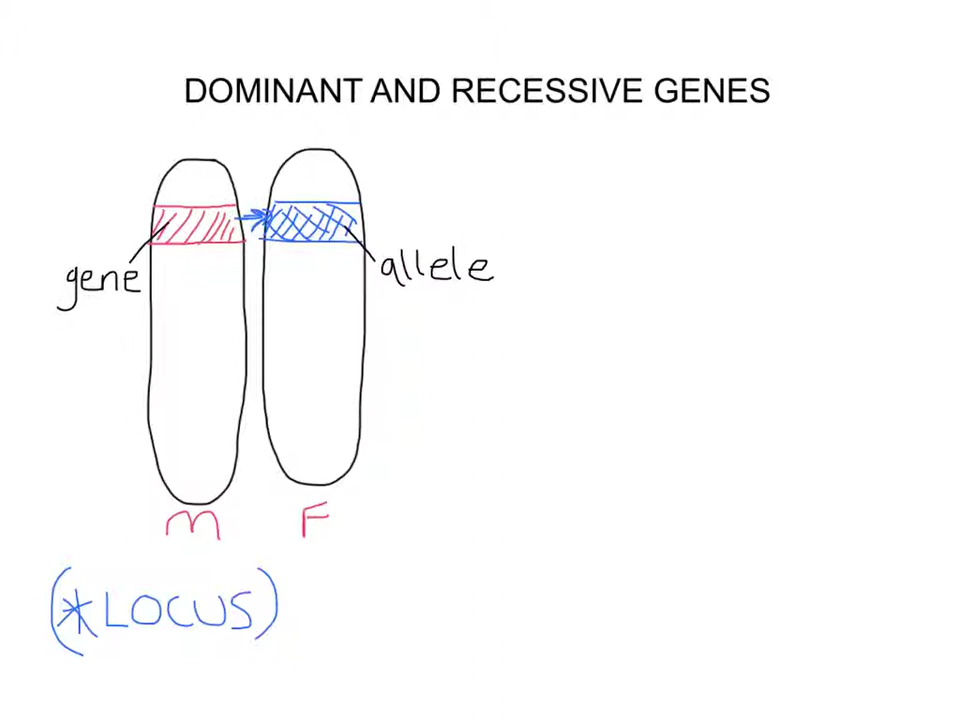 DOMINANT AND RECESSIVE GENES
gene
allele
M
F
(*LOCUS)